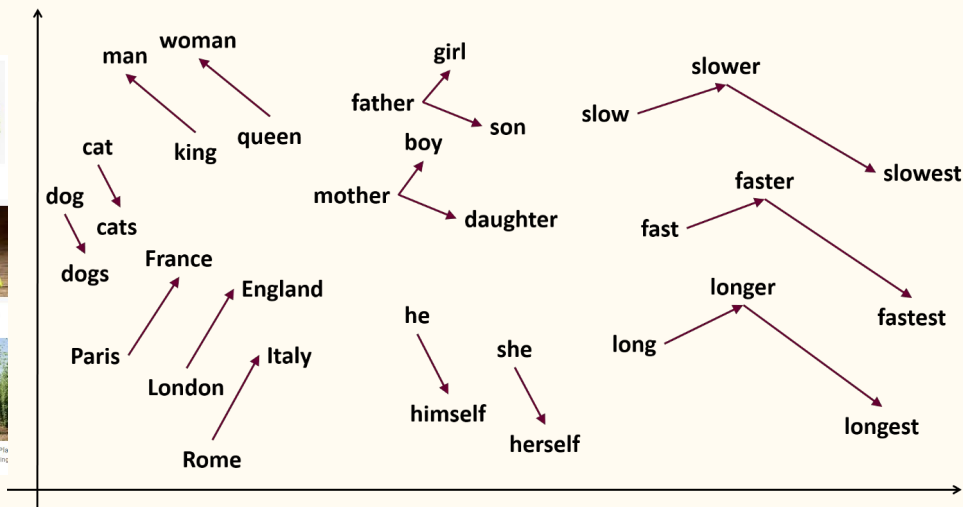 man
woman
king
queen
cat
dog
cats
dogs
France
England
Paris
London
Italy
Rome
girl
father
son
boy
mother
daughter
he
she
himself
herself
slower
slow
slowest
faster
fast
fastest
longer
long
longest